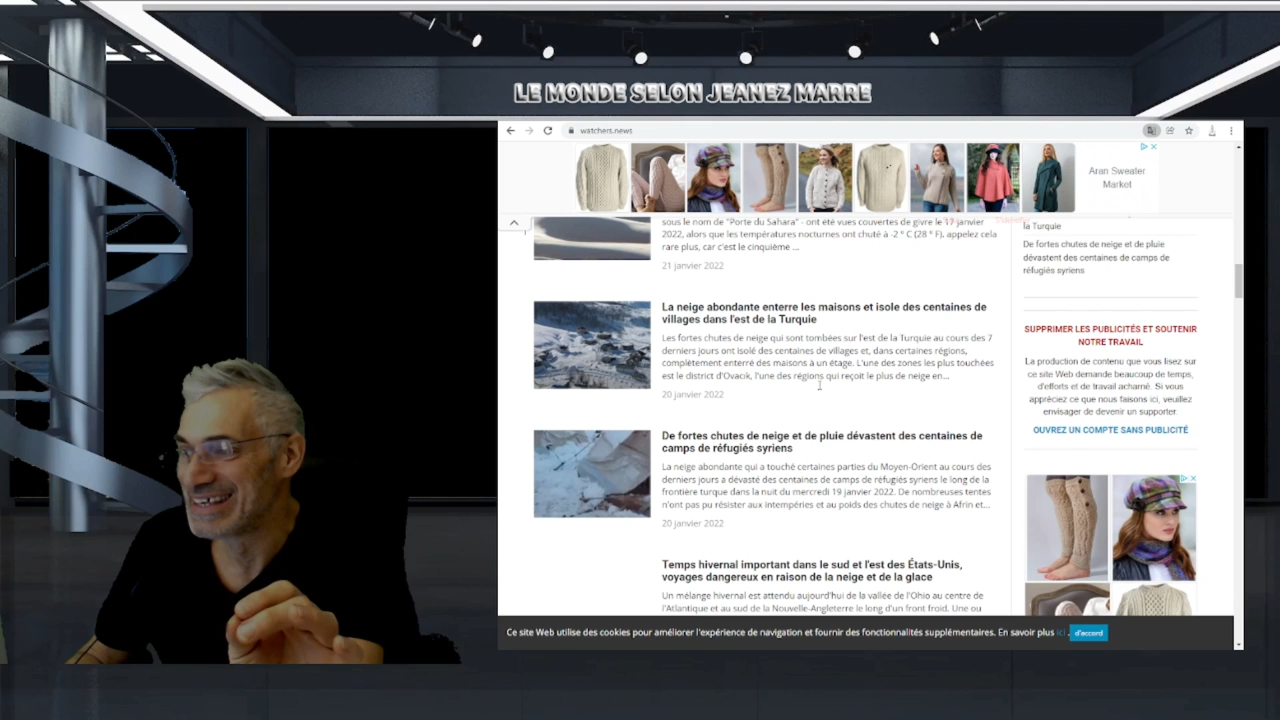 LE MONDE SELON JEANEZ MARRE
watchers.news
Aran Sweater
Market
sous le nom de "Porte du Sahara" - ont été vues couvertes de givre le 17 janvier
2022, alors que les températures nocturnes ont chuté à -2 ° C (28 ° F). appelez cela
rare plus, car c'est le cinquième ...
21 janvier 2022
La neige abondante enterre les maisons et isole des centaines de
villages dans l'est de la Turquie
Les fortes chutes de neige qui sont tombées sur l'est de la Turquie au cours des 7
derniers jours ont isolé des centaines de villages et, dans certaines régions,
complètement enterré des maisons à un étage. L'une des zones les plus touchées
est le district d'Ovacık, l'une des régions qui reçoit le plus de neige en...
20 janvier 2022
De fortes chutes de neige et de pluie dévastent des centaines de
camps de réfugiés syriens
La neige abondante qui a touché certaines parties du Moyen-Orient au cours des
derniers jours a dévasté des centaines de camps de réfugiés syriens le long de la
frontière turque dans la nuit du mercredi 19 janvier 2022. De nombreuses tentes
n'ont pas pu résister aux intempéries et au poids des chutes de neige à Afrin et...
20 janvier 2022
Temps hivernal important dans le sud et l'est des États-Unis,
voyages dangereux en raison de la neige et de la glace
Un mélange hivernal est attendu aujourd'hui de la vallée de l'Ohio au centre de
l'Atlantique et au sud de la Nouvelle-Angleterre le long d'un front froid. Une ou
la Turquie
De fortes chutes de neige et de pluie
dévastent des centaines de camps de
réfugiés syriens
SUPPRIMER LES PUBLICITÉS ET SOUTENIR
NOTRE TRAVAIL
La production de contenu que vous lisez sur
ce site Web demande beaucoup de temps,
d'efforts et de travail acharné. Si vous
appréciez ce que nous faisons ici, veuillez
envisager de devenir un supporter.
OUVREZ UN COMPTE SANS PUBLICITÉ
Ce site Web utilise des cookies pour améliorer l'expérience de navigation et fournir des fonctionnalités supplémentaires. En savoir plus ici . d'accord